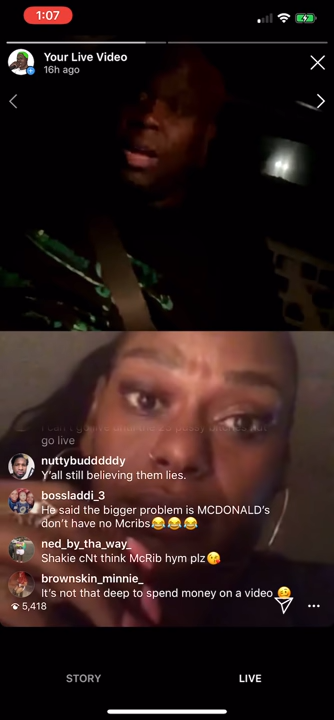 1:07
Your Live Video
16h ago
go live
nuttybudddddy
Y'all still believing them lies.
bossladdi_3
He said the bigger problem is MCDONALD's
don't have no Mcribs😂😂😂
ned_by_tha_way_
Shakie cNt think McRib hym plz😘
brownskin_minnie_
It's not that deep to spend money on a video
5,418
STORY
LIVE